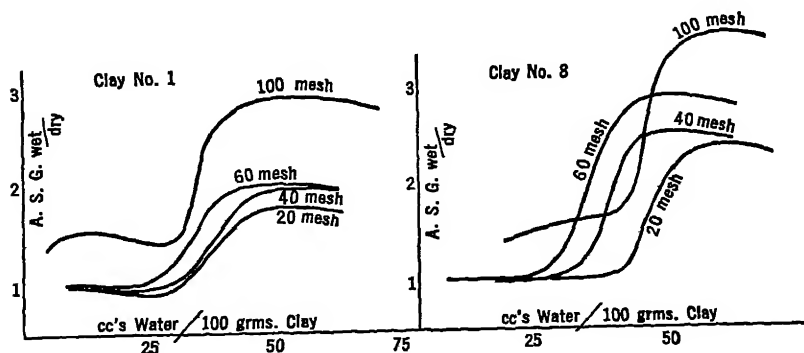 Clay No. 1
100 mesh
3
A. S. G. wet/dry
2
60 mesh
40 mesh
20 mesh
1
cc's Water / 100 grms. Clay
25
50
75
Clay No. 8
100 mesh
3
A. S. G. wet/dry
60 mesh
40 mesh
2
20 mesh
1
cc's Water / 100 grms. Clay
25
50